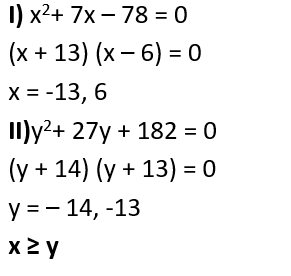 I) x²+ 7x – 78 = 0
(x + 13) (x – 6) = 0
x = -13, 6
II)y²+ 27y + 182 = 0
(y + 14) (y + 13) = 0
y = – 14, -13
x ≥ y